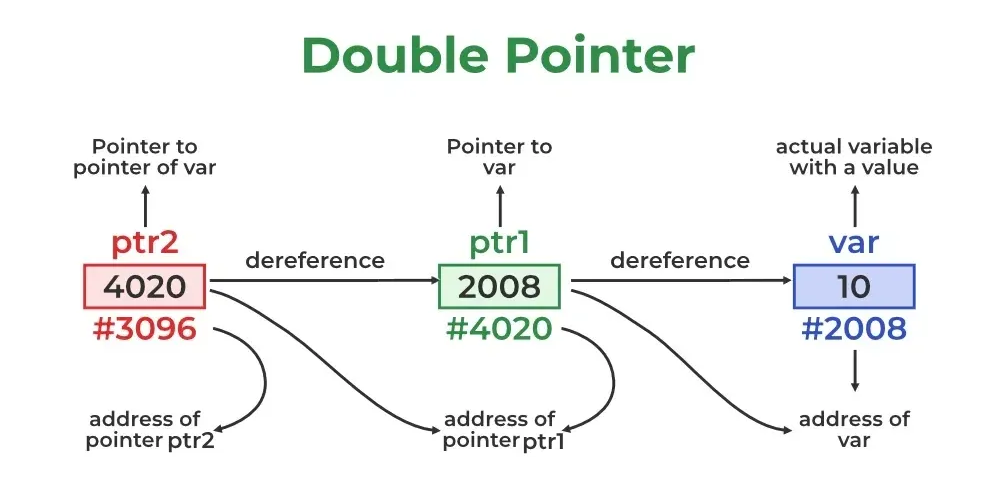 Double Pointer
Pointer to
pointer of var
Pointer to
var
actual variable
with a value
ptr2
ptr1
var
dereference
dereference
4020
2008
10
#3096
#4020
#2008
address of
pointer ptr2
address of
pointer ptr1
address of
var